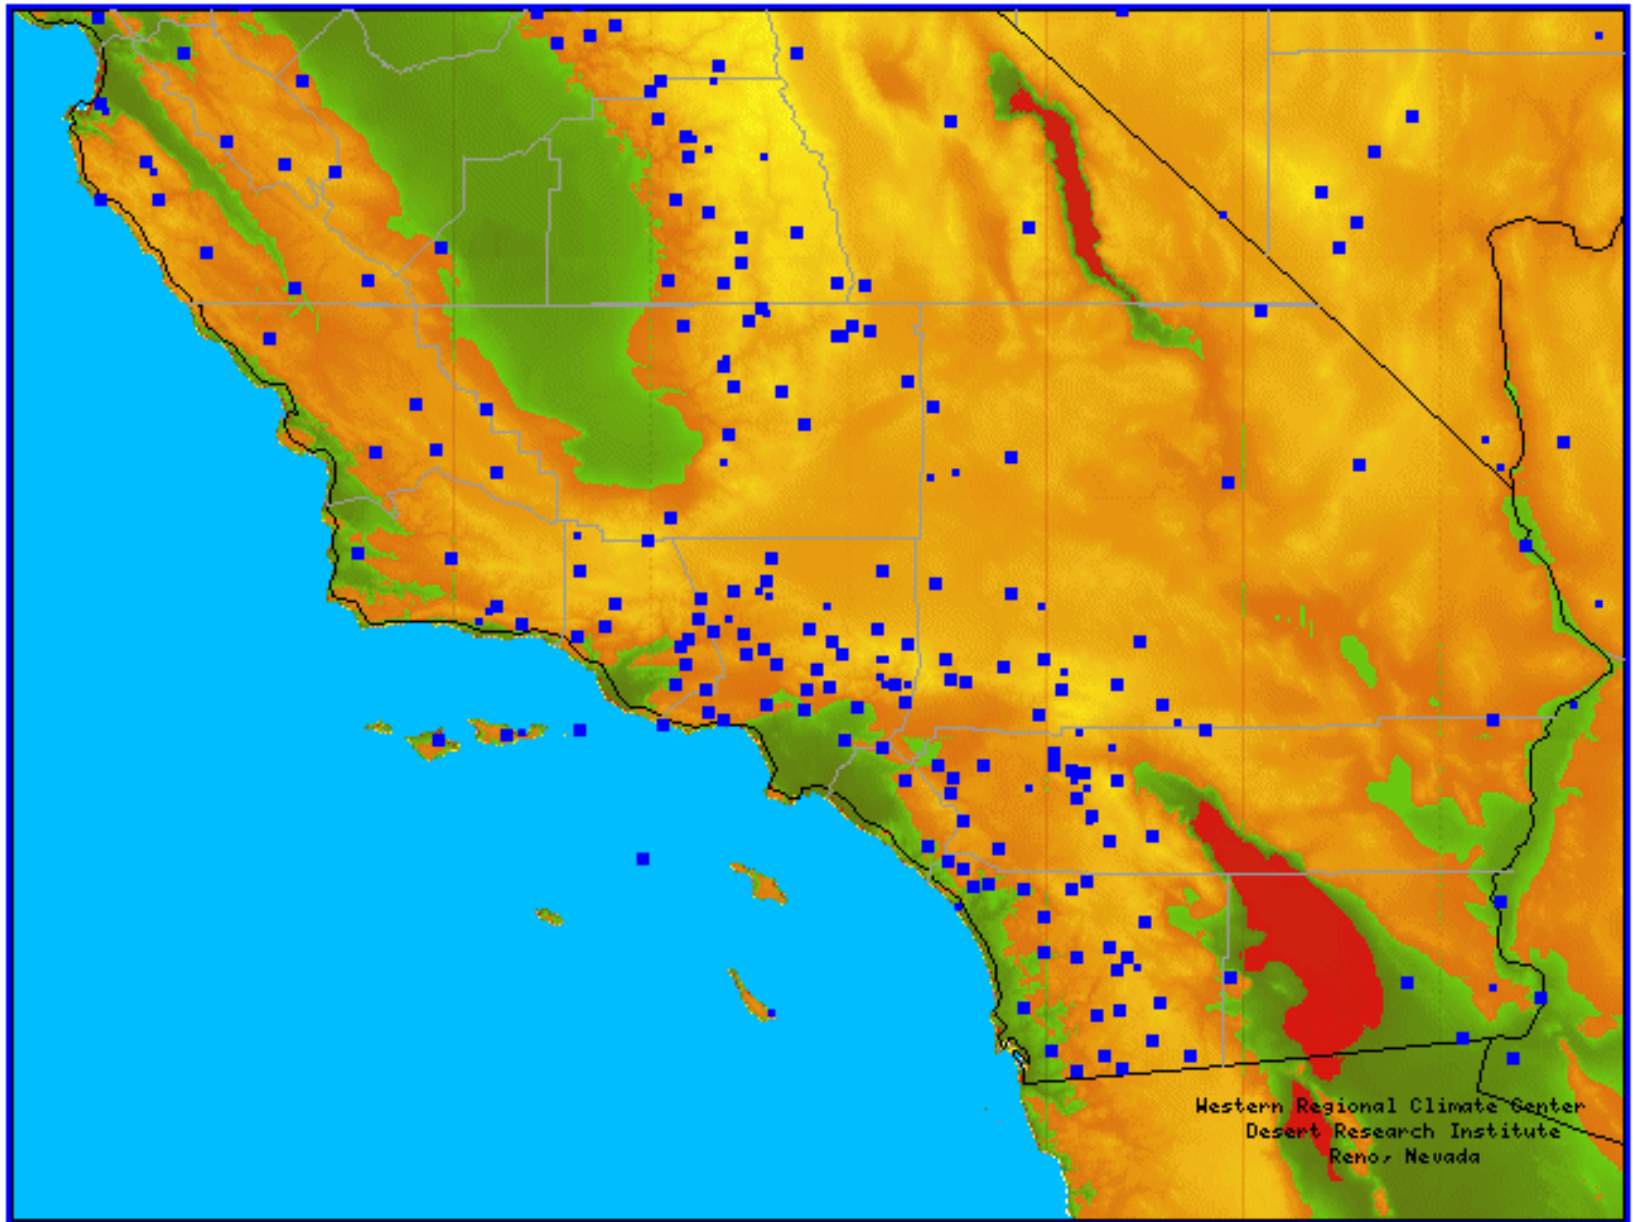 Western Regional Climate Center
Desert Research Institute
Reno, Nevada